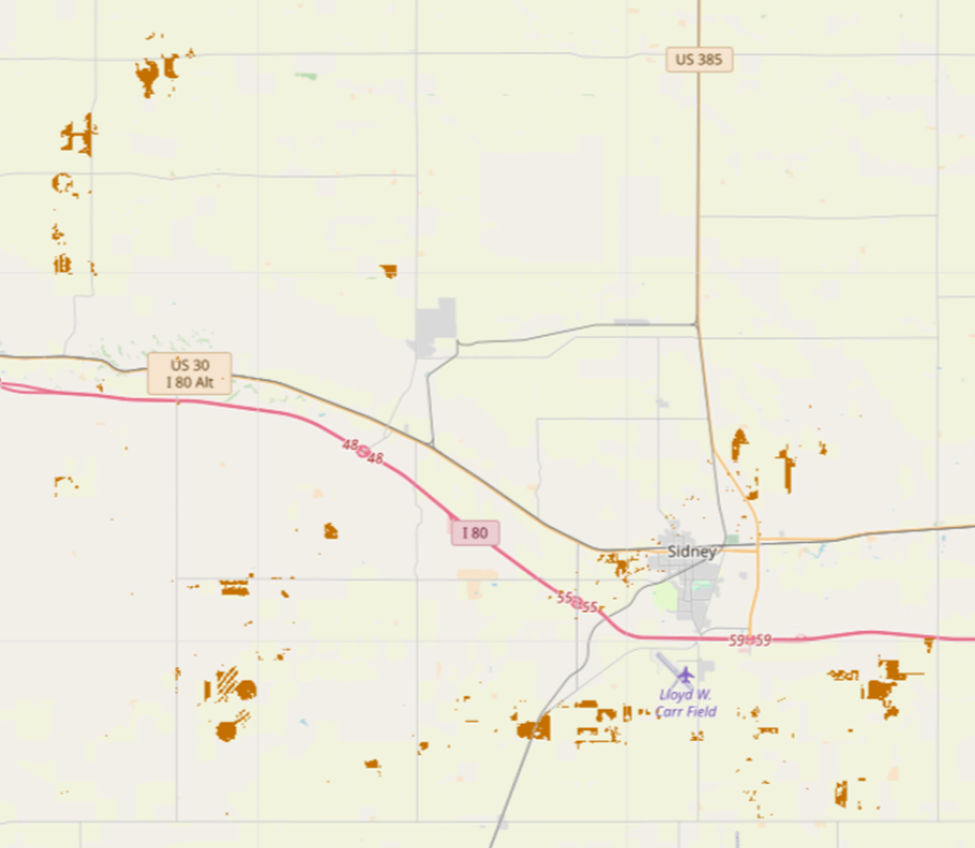 US 385
US 30
I 80 Alt
48
48
I 80
Sidney
55
55
59
59
Lloyd W.
Carr Field